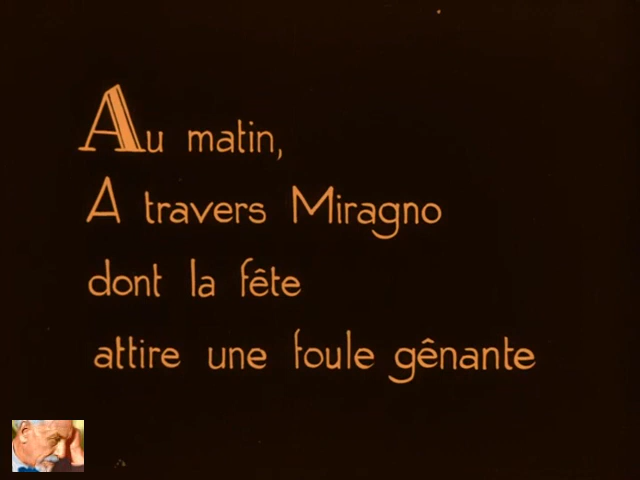 Au matin,
A travers Miragno
dont la fête
attire une foule gênante